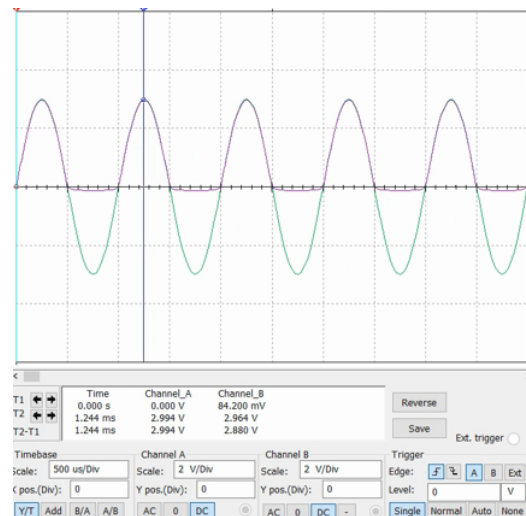 Time Channel_A Channel_B
T1 0.000 s 0.000 V 84.200 mV
T2 1.244 ms 2.994 V 2.964 V
T2-T1 1.244 ms 2.994 V 2.880 V
Reverse
Save
Ext. trigger
Timebase
Scale: 500 us/Div
X pos.(Div): 0
Y/T Add B/A A/B
Channel A
Scale: 2 V/Div
Y pos.(Div): 0
AC 0 DC
Channel B
Scale: 2 V/Div
Y pos.(Div): 0
AC 0 DC -
Trigger
Edge: A B Ext
Level: 0 V
Single Normal Auto None